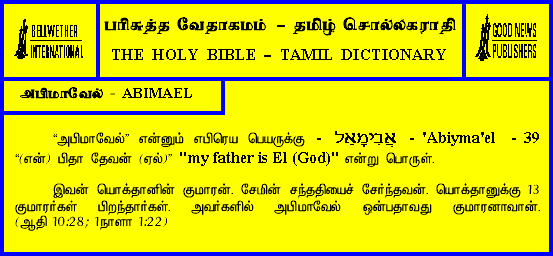 BELLWETHER
INTERNATIONAL
பரிசுத்த வேதாகமம் – தமிழ் சொல்லகராதி
THE HOLY BIBLE – TAMIL DICTIONARY
GOOD NEWS
PUBLISHERS
அபிமாவேல் - ABIMAEL
“அபிமாவேல்” என்னும் எபிரெய பெயருக்கு - אֲבִימָאֵל - 'Abiyma'el - 39
“(என்) பிதா தேவன் (ஏல்)” "my father is El (God)" என்று பொருள்.
இவன் யொக்தானின் குமாரன். சேமின் சந்ததியைச் சேர்ந்தவன். யொக்தானுக்கு 13
குமாரர்கள் பிறந்தார்கள். அவர்களில் அபிமாவேல் ஒன்பதாவது குமாரனாவான்.
(ஆதி 10:28; 1நாளா 1:22)